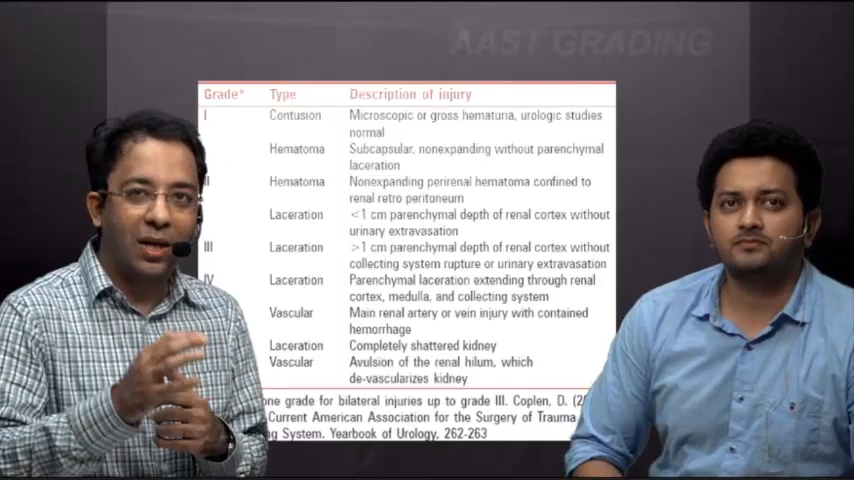 AAST GRADING
Grade* Type Description of injury
I Contusion Microscopic or gross hematuria, urologic studies
normal
Hematoma Subcapsular, nonexpanding without parenchymal
laceration
II Hematoma Nonexpanding perirenal hematoma confined to
renal retro peritoneum
Laceration <1 cm parenchymal depth of renal cortex without
urinary extravasation
III Laceration >1 cm parenchymal depth of renal cortex without
collecting system rupture or urinary extravasation
IV Laceration Parenchymal laceration extending through renal
cortex, medulla, and collecting system
Vascular Main renal artery or vein injury with contained
hemorrhage
Laceration Completely shattered kidney
Vascular Avulsion of the renal hilum, which
de-vascularizes kidney
one grade for bilateral injuries up to grade III. Coplen, D.
Current American Association for the Surgery of Trauma
System. Yearbook of Urology, 262-263